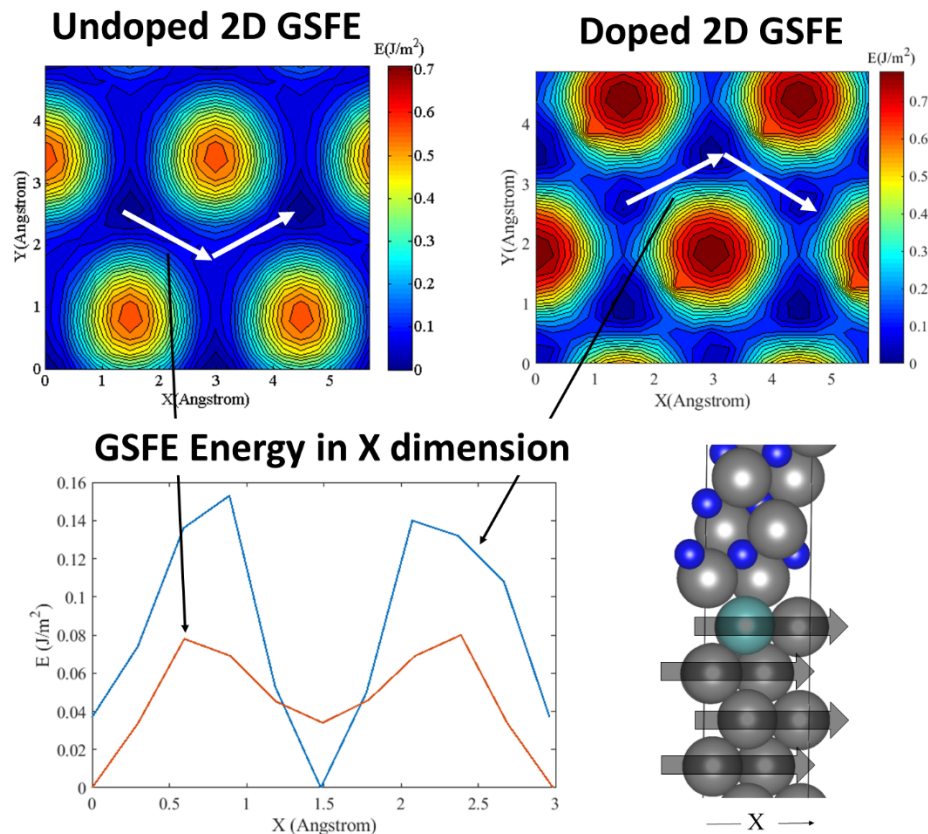 Undoped 2D GSFE
E(J/m²)
0.7
0.6
0.5
0.4
0.3
0.2
0.1
0
4
3
2
1
0
Y(Angstrom)
0 1 2 3 4 5
X(Angstrom)
Doped 2D GSFE
E(J/m²)
0.7
0.6
0.5
0.4
0.3
0.2
0.1
0
4
3
2
1
0
Y(Angstrom)
0 1 2 3 4 5
X(Angstrom)
GSFE Energy in X dimension
0.16
0.14
0.12
0.1
0.08
0.06
0.04
0.02
0
E (J/m²)
0 0.5 1 1.5 2 2.5 3
X (Angstrom)
X